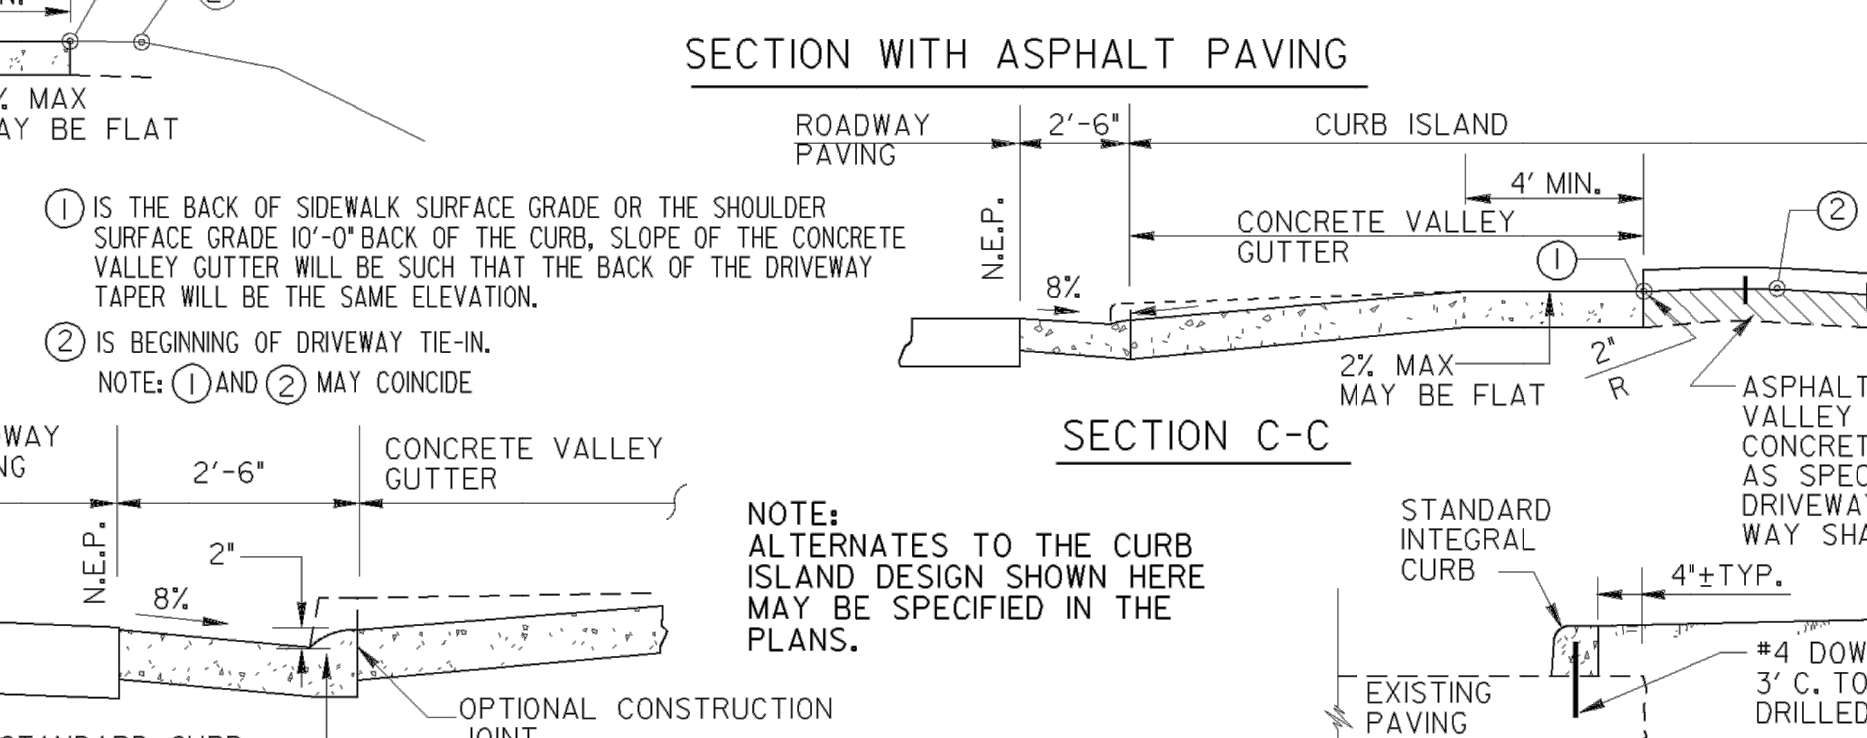 2
% MAX
AY BE FLAT
SECTION WITH ASPHALT PAVING
ROADWAY
PAVING
2'-6"
CURB ISLAND
4' MIN.
N.E.P.
CONCRETE VALLEY
GUTTER
1
2
8%
2% MAX
MAY BE FLAT
2"
R
ASPHALT
VALLEY
CONCRET
AS SPEC
DRIVEWAY
WAY SHA
SECTION C-C
1 IS THE BACK OF SIDEWALK SURFACE GRADE OR THE SHOULDER
SURFACE GRADE 10'-0" BACK OF THE CURB, SLOPE OF THE CONCRETE
VALLEY GUTTER WILL BE SUCH THAT THE BACK OF THE DRIVEWAY
TAPER WILL BE THE SAME ELEVATION.
2 IS BEGINNING OF DRIVEWAY TIE-IN.
NOTE: 1 AND 2 MAY COINCIDE
WAY
NG
2'-6"
CONCRETE VALLEY
GUTTER
N.E.P.
2"
8%
OPTIONAL CONSTRUCTION
JOINT
STANDARD CURB
NOTE:
ALTERNATES TO THE CURB
ISLAND DESIGN SHOWN HERE
MAY BE SPECIFIED IN THE
PLANS.
STANDARD
INTEGRAL
CURB
4"±TYP.
EXISTING
PAVING
#4 DOW
3' C. TO
DRILLED